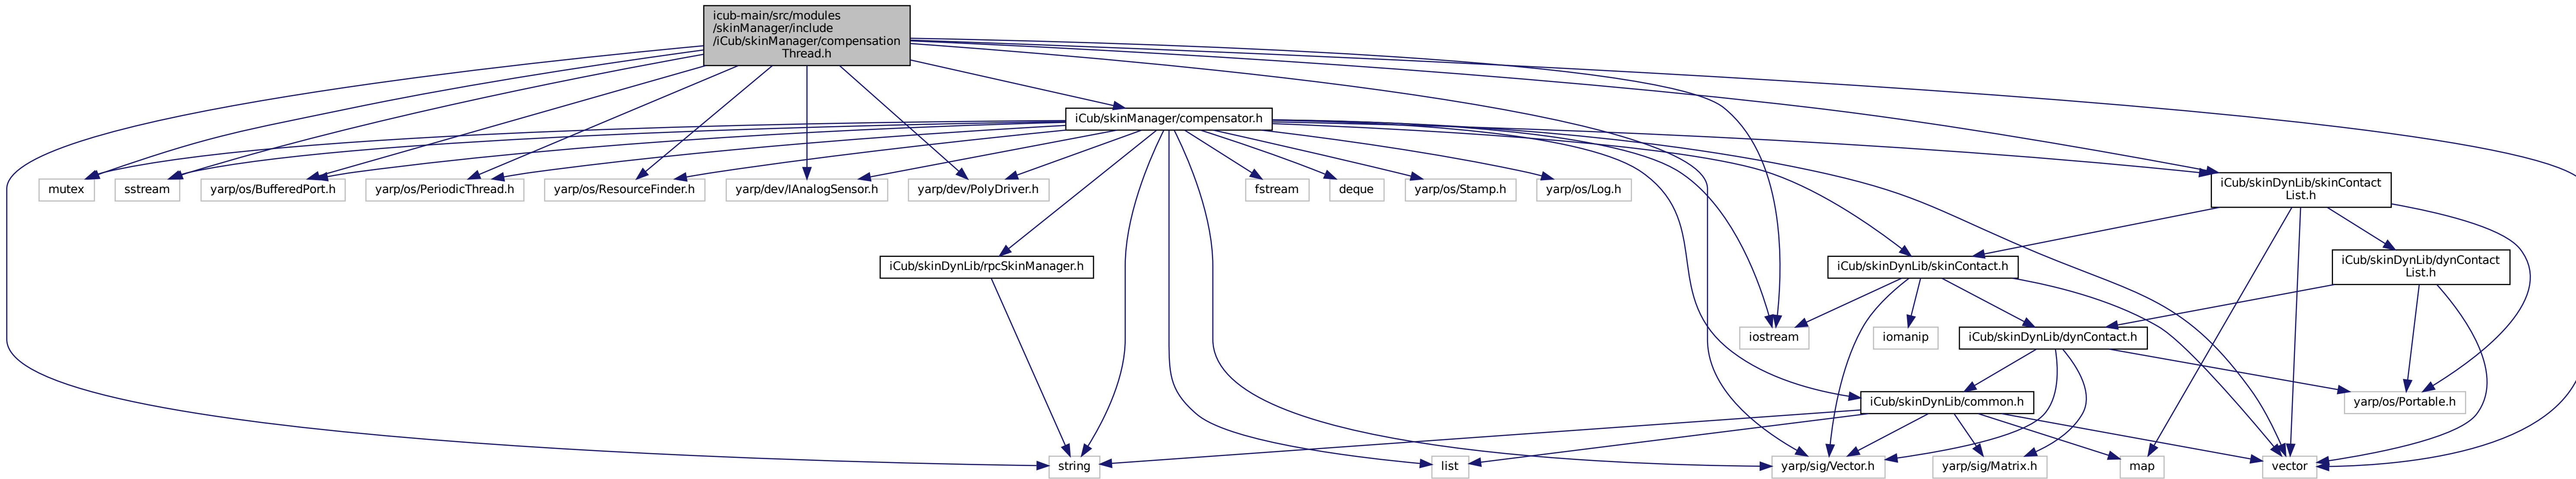 icub-main/src/modules
/skinManager/include
/iCub/skinManager/compensation
Thread.h
iCub/skinManager/compensator.h
mutex
sstream
yarp/os/BufferedPort.h
yarp/os/PeriodicThread.h
yarp/os/ResourceFinder.h
yarp/dev/IAnalogSensor.h
yarp/dev/PolyDriver.h
fstream
deque
yarp/os/Stamp.h
yarp/os/Log.h
iCub/skinDynLib/skinContact
List.h
iCub/skinDynLib/rpcSkinManager.h
iCub/skinDynLib/skinContact.h
iCub/skinDynLib/dynContact
List.h
iostream
iomanip
iCub/skinDynLib/dynContact.h
iCub/skinDynLib/common.h
yarp/os/Portable.h
string
list
yarp/sig/Vector.h
yarp/sig/Matrix.h
map
vector